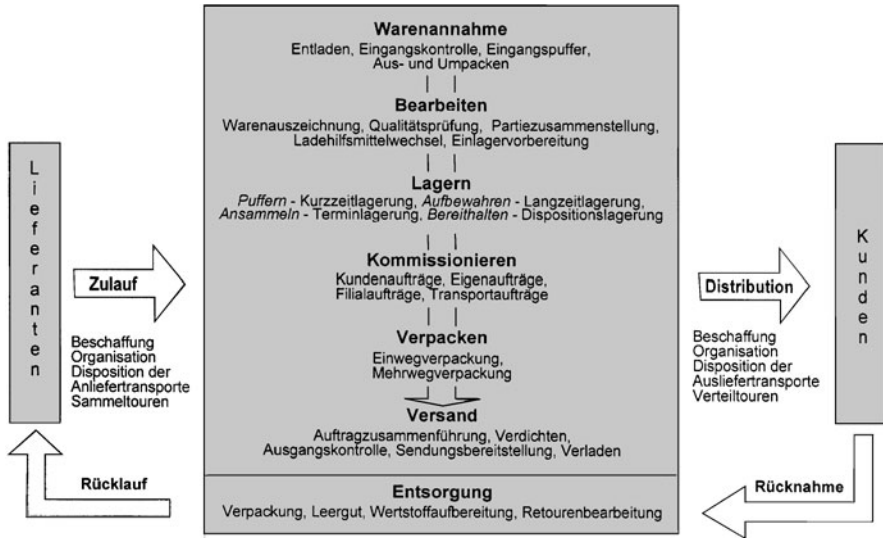 Warenannahme
Entladen, Eingangskontrolle, Eingangspuffer,
Aus- und Umpacken
Bearbeiten
Warenauszeichnung, Qualitätsprüfung, Partiezusammenstellung,
Ladehilfsmittelwechsel, Einlagervorbereitung
Lagern
Puffern - Kurzzeitlagerung, Aufbewahren - Langzeitlagerung,
Ansammeln - Terminlagerung, Bereithalten - Dispositionslagerung
Kommissionieren
Kundenaufträge, Eigenaufträge,
Filialaufträge, Transportaufträge
Verpacken
Einwegverpackung,
Mehrwegverpackung
Versand
Auftragzusammenführung, Verdichten,
Ausgangskontrolle, Sendungsbereitstellung, Verladen
Entsorgung
Verpackung, Leergut, Wertstoffaufbereitung, Retourenbearbeitung
Lieferanten
Zulauf
Beschaffung
Organisation
Disposition der
Anliefertransporte
Sammeltouren
Rücklauf
Distribution
Beschaffung
Organisation
Disposition der
Ausliefertransporte
Verteiltouren
Kunden
Rücknahme